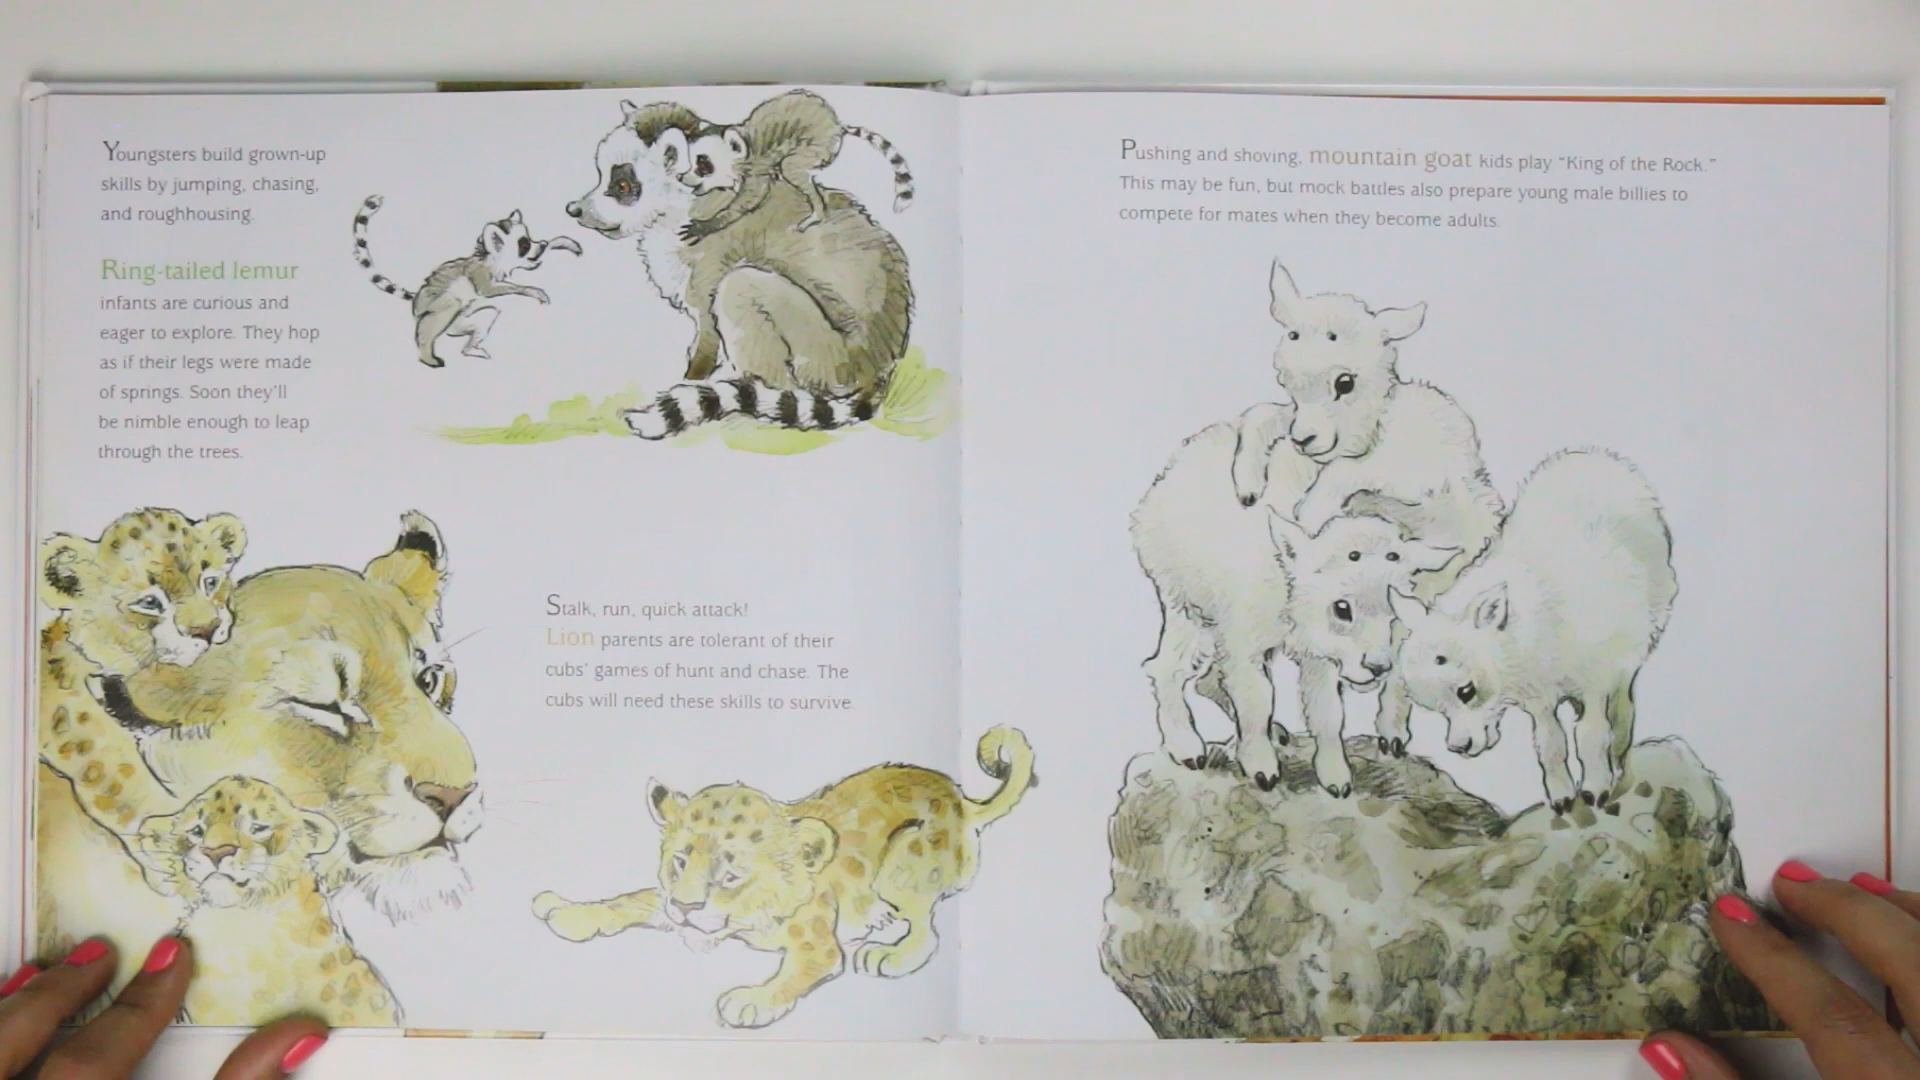 Youngsters build grown-up
skills by jumping, chasing,
and roughhousing.
Ring-tailed lemur
infants are curious and
eager to explore. They hop
as if their legs were made
of springs. Soon they'll
be nimble enough to leap
through the trees.
Stalk, run, quick attack!
Lion parents are tolerant of their
cubs' games of hunt and chase. The
cubs will need these skills to survive.
Pushing and shoving, mountain goat kids play “King of the Rock.”
This may be fun, but mock battles also prepare young male billies to
compete for mates when they become adults.